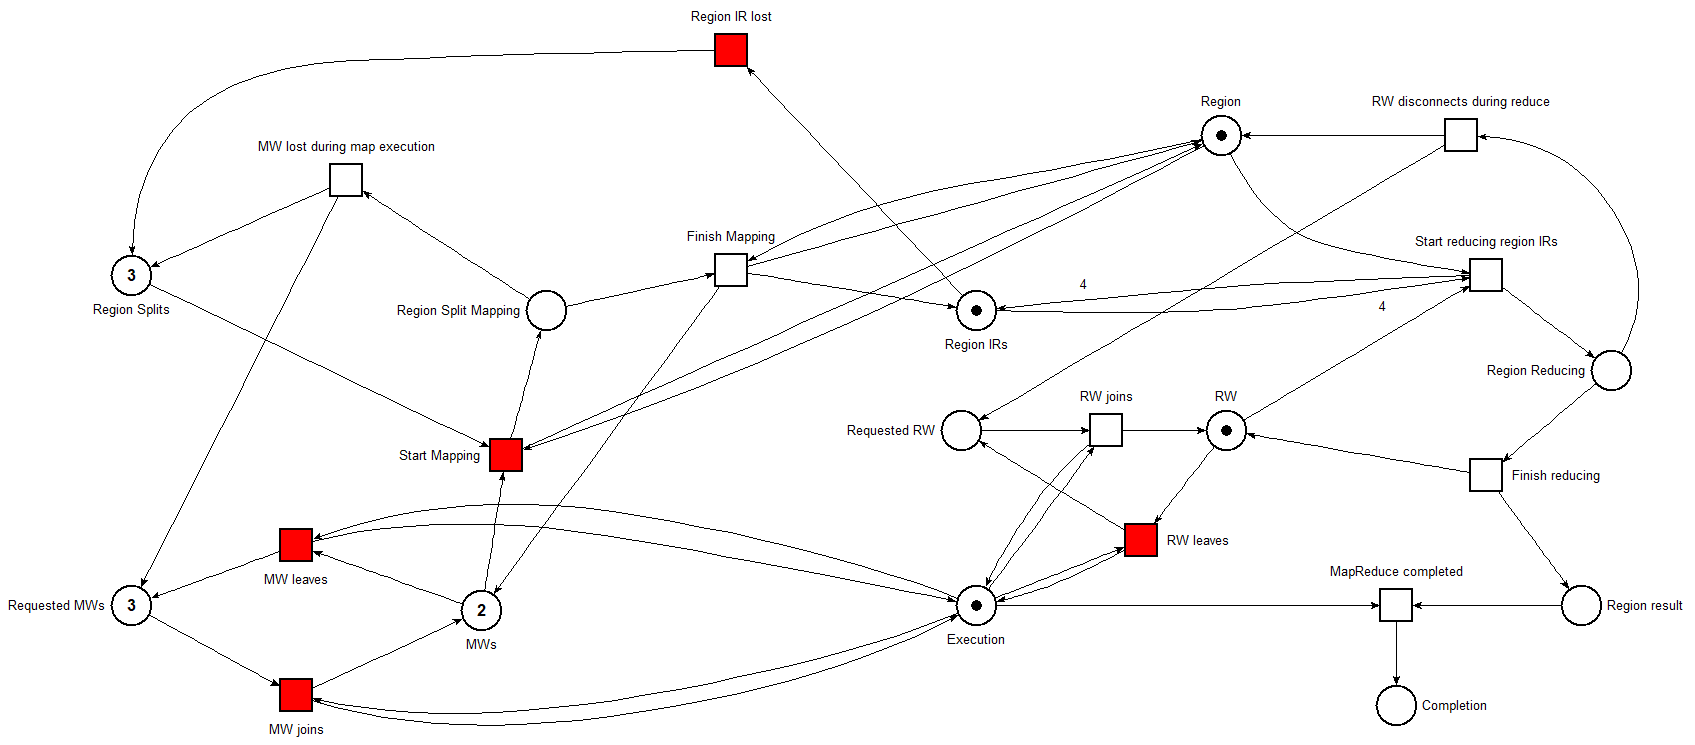 Region IR lost
Region
RW disconnects during reduce
MW lost during map execution
Finish Mapping
Start reducing region IRs
3
Region Splits
Region Split Mapping
4
4
Region IRs
Region Reducing
RW joins
RW
Requested RW
Start Mapping
Finish reducing
RW leaves
MW leaves
MapReduce completed
Requested MWs
3
2
MWs
Execution
Region result
MW joins
Completion